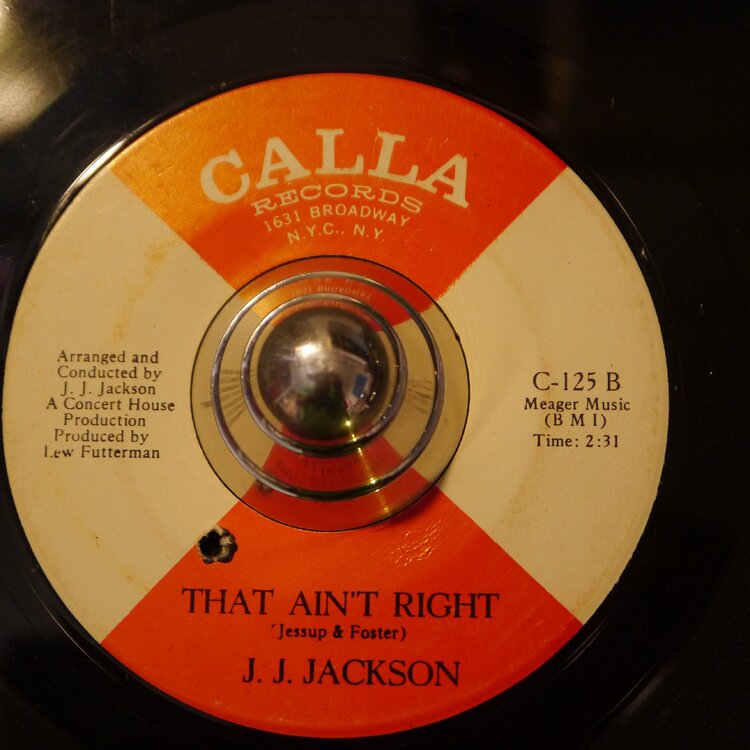 CALLA
RECORDS
1631 BROADWAY
N.Y.C., N.Y.
Arranged and
Conducted by
J. J. Jackson
A Concert House
Production
Produced by
Lew Futterman
C-125 B
Meager Music
(B M I)
Time: 2:31
THAT AIN'T RIGHT
(Jessup & Foster)
J. J. JACKSON